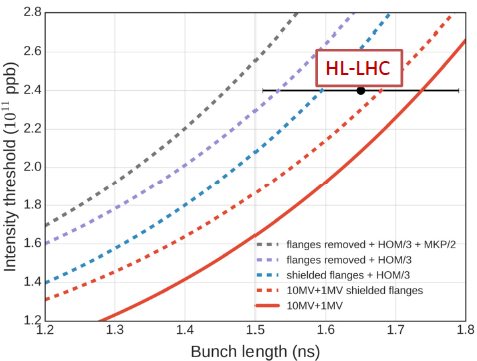 2.8
2.6
2.4
2.2
2.0
1.8
1.6
1.4
1.2
Intensity threshold (10^11 ppb)
HL-LHC
flanges removed + HOM/3 + MKP/2
flanges removed + HOM/3
shielded flanges + HOM/3
10MV+1MV shielded flanges
10MV+1MV
1.2 1.3 1.4 1.5 1.6 1.7 1.8
Bunch length (ns)